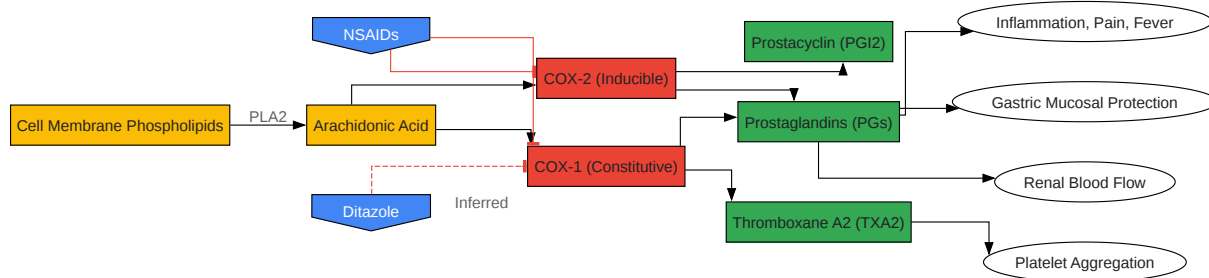 Inflammation, Pain, Fever
NSAIDs
Prostacyclin (PGI2)
COX-2 (Inducible)
Gastric Mucosal Protection
PLA2
Cell Membrane Phospholipids
Arachidonic Acid
Prostaglandins (PGs)
COX-1 (Constitutive)
Renal Blood Flow
Inferred
Ditazole
Thromboxane A2 (TXA2)
Platelet Aggregation